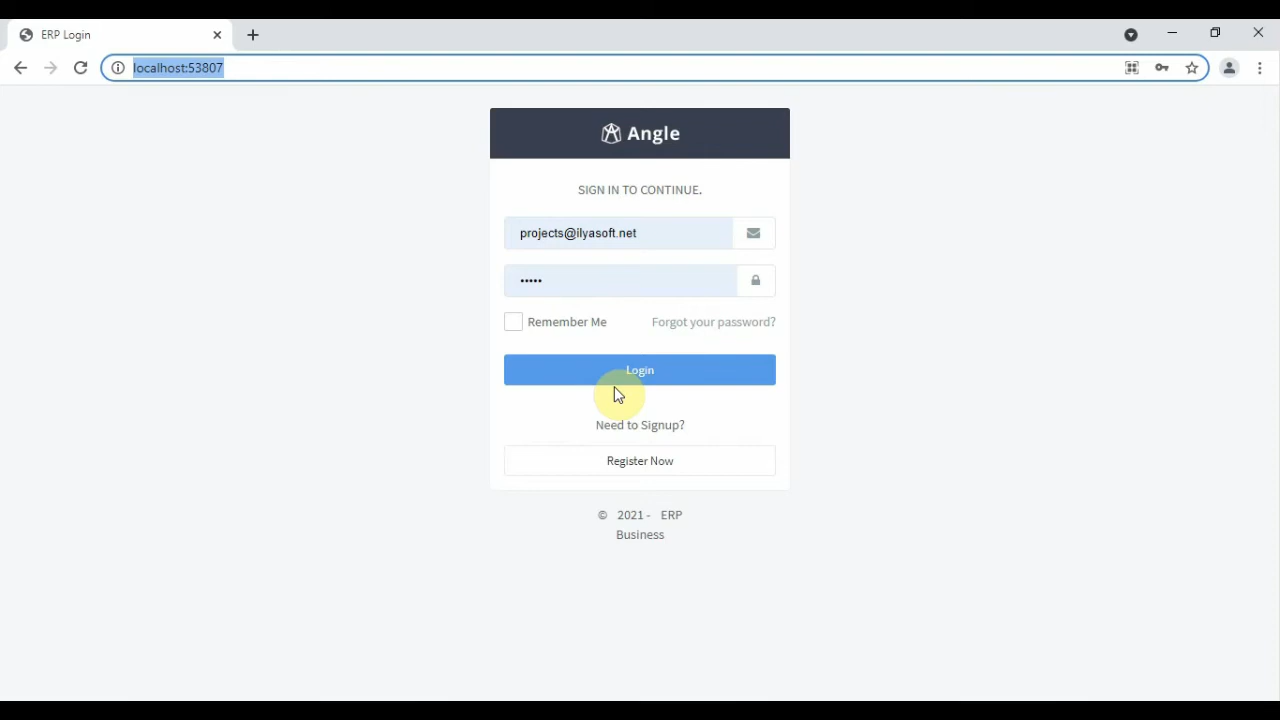 ERP Login
localhost:53807
Angle
SIGN IN TO CONTINUE.
projects@ilyasoft.net
•••••
Remember Me Forgot your password?
Login
Need to Signup?
Register Now
© 2021 - ERP
Business